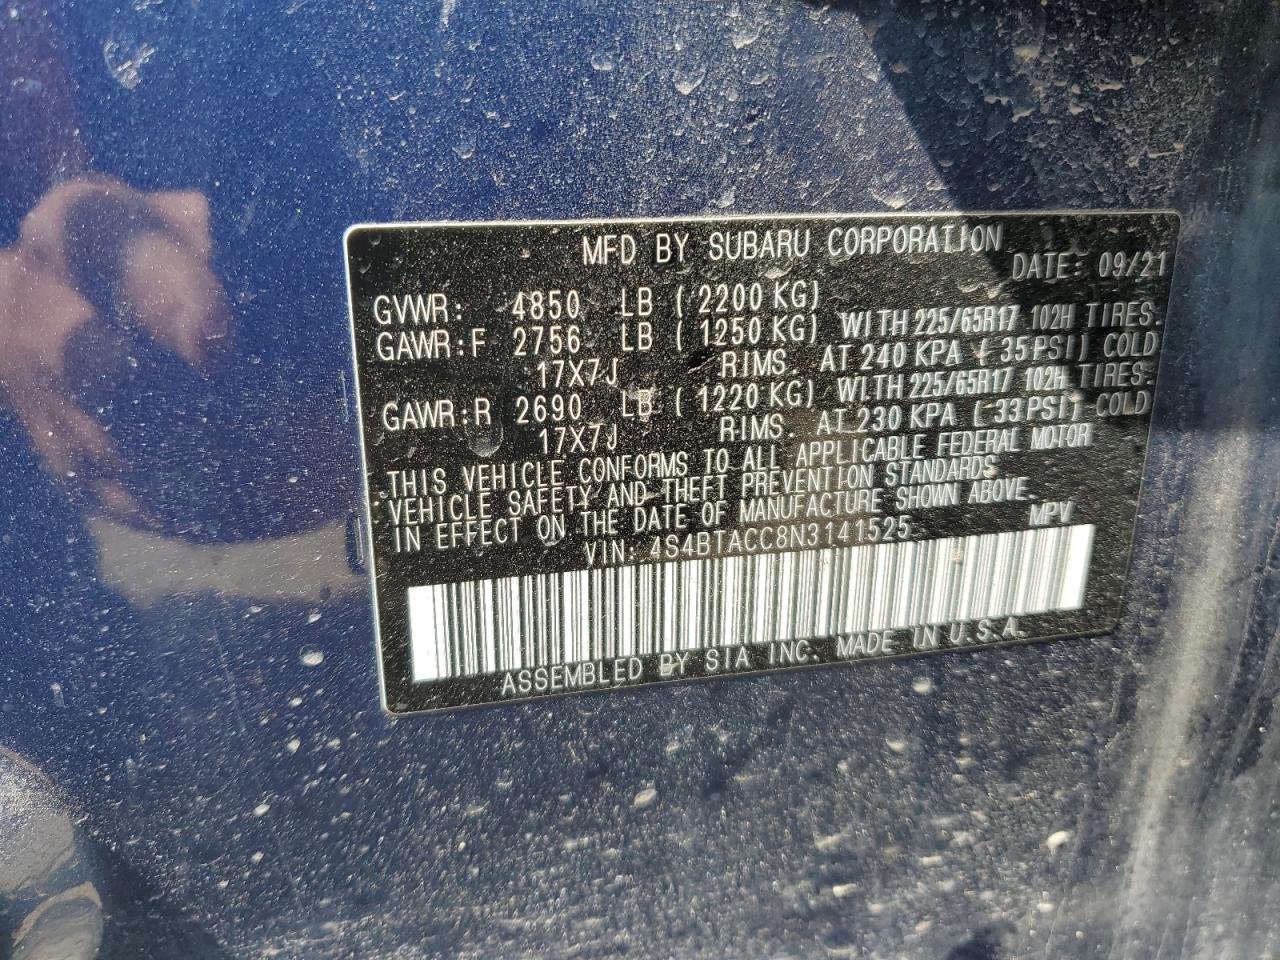 MFD BY SUBARU CORPORATION
DATE: 09/21
GVWR: 4850 LB (2200 KG)
GAWR:F 2756 LB (1250 KG) WITH 225/65R17 102H TIRES.
17X7J RIMS. AT 240 KPA (35PSI) COLD
GAWR:R 2690 LB (1220 KG) WITH 225/65R17 102H TIRES.
17X7J RIMS. AT 230 KPA (33PSI) COLD
THIS VEHICLE CONFORMS TO ALL APPLICABLE FEDERAL MOTOR
VEHICLE SAFETY AND THEFT PREVENTION STANDARDS
IN EFFECT ON THE DATE OF MANUFACTURE SHOWN ABOVE.
VIN: 4S4BTACC8N3141525 MPV
ASSEMBLED BY SIA INC. MADE IN U.S.A.